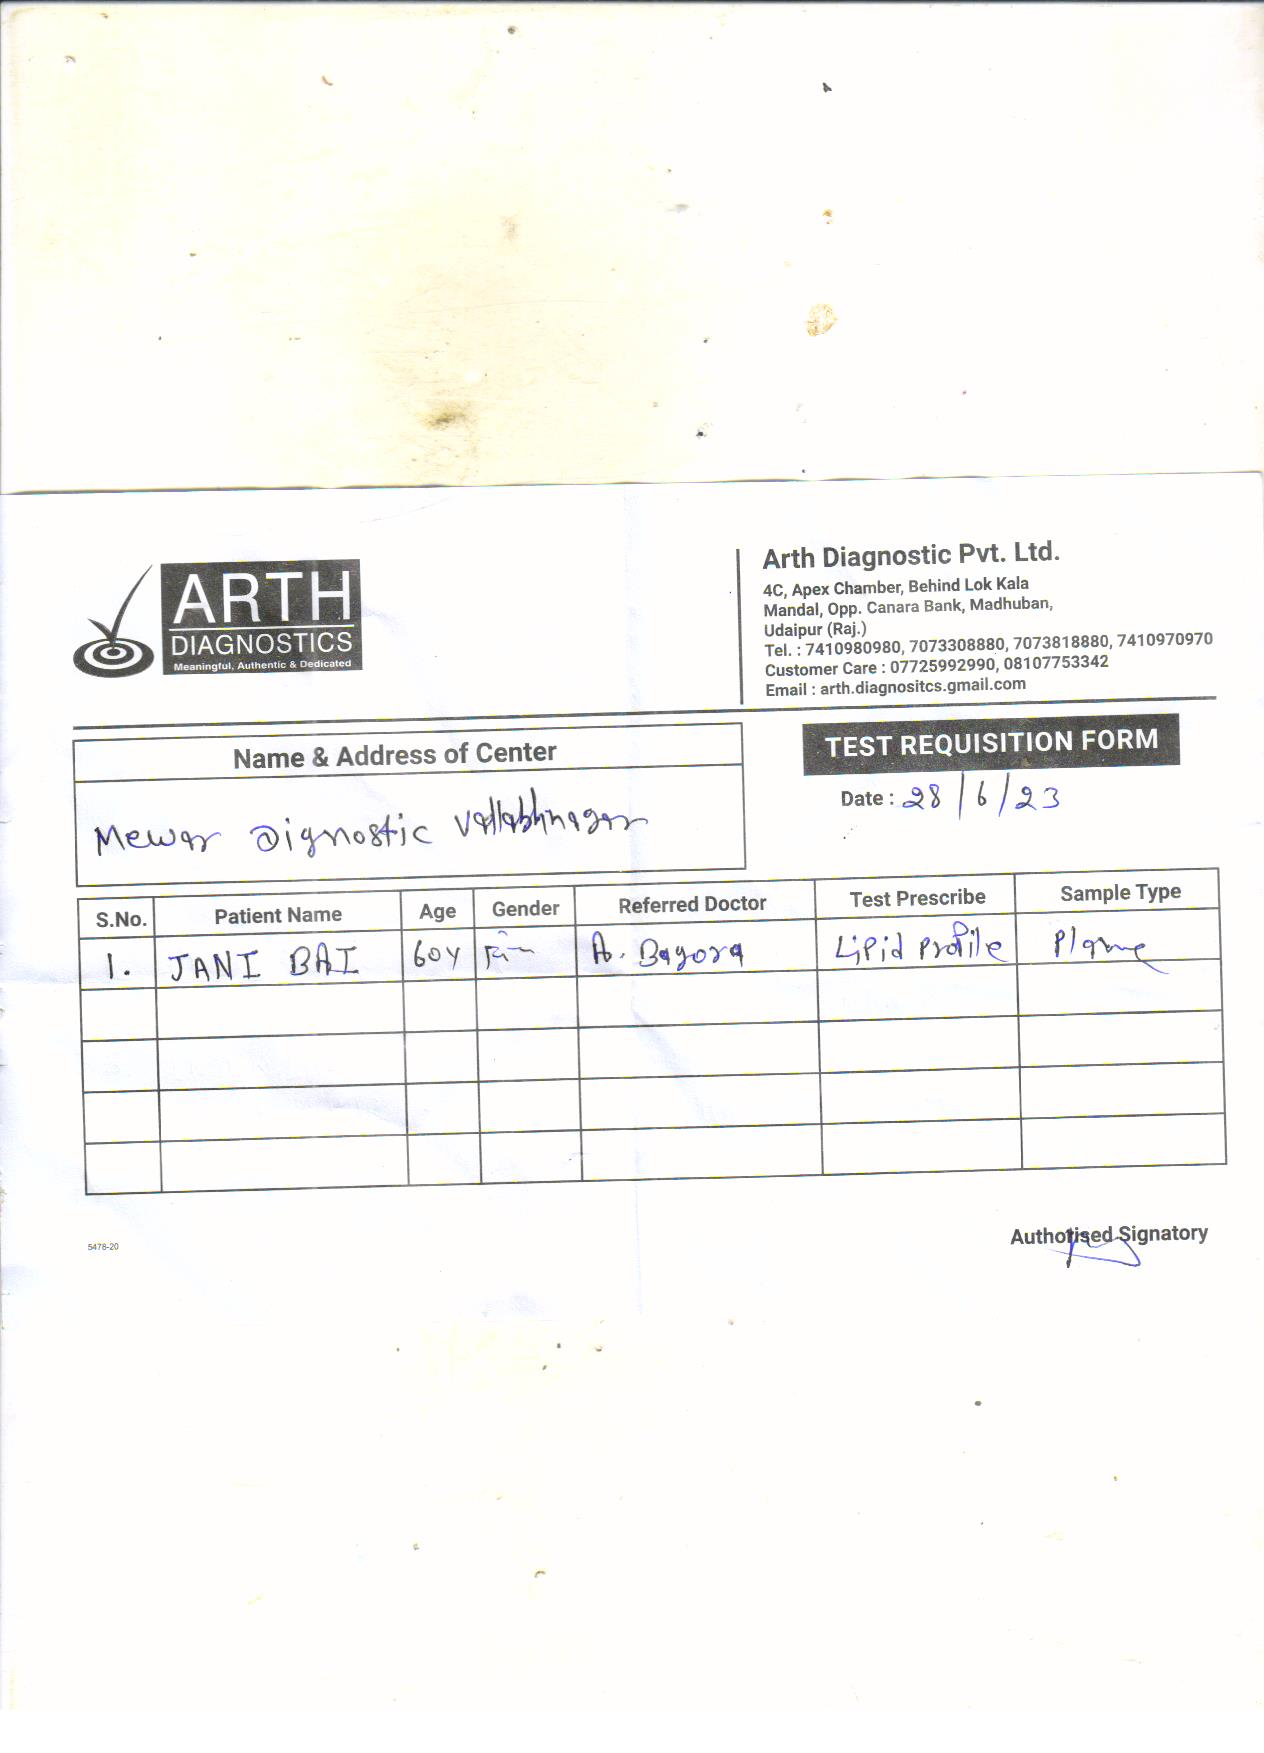 ARTH
DIAGNOSTICS
Meaningful, Authentic & Dedicated
Arth Diagnostic Pvt. Ltd.
4C, Apex Chamber, Behind Lok Kala
Mandal, Opp. Canara Bank, Madhuban,
Udaipur (Raj.)
Tel. : 7410980980, 7073308880, 7073818880, 7410970970
Customer Care : 07725992990, 08107753342
Email : arth.diagnositcs.gmail.com
Name & Address of Center
Mewar Dignostic Vallabhnagar
TEST REQUISITION FORM
Date : 28/6/23
S.No. Patient Name Age Gender Referred Doctor Test Prescribe Sample Type
1. JANI BAI 60Y A. Bagora Lipid Profile
5478-20
Authorised Signatory